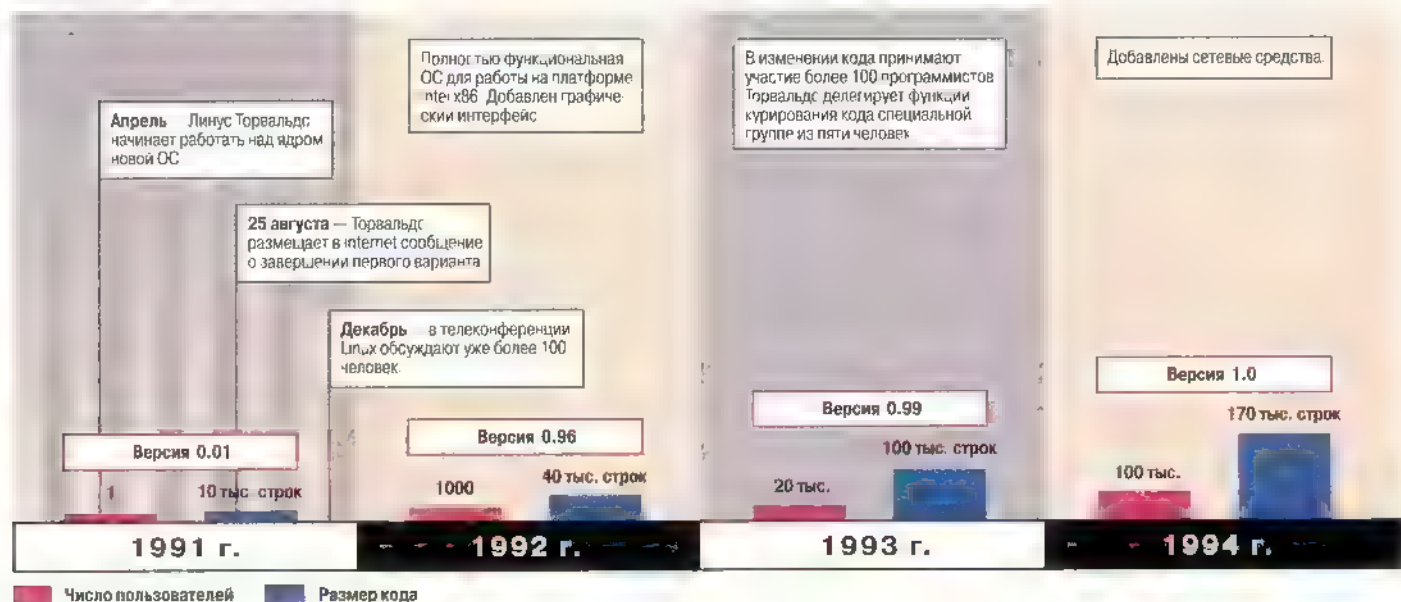 Апрель Линус Торвальдс
начинает работать над ядром
новой ОС
25 августа — Торвальдс
размещает в Internet сообщение
о завершении первого варианта
Декабрь в телеконференции
Linux обсуждают уже более 100
человек
Версия 0.01
1
10 тыс. строк
1991 г.
Полностью функциональная
ОС для работы на платформе
Intel x86 Добавлен графиче-
ский интерфейс
Версия 0.96
1000
40 тыс. строк
1992 г.
В изменении кода принимают
участие более 100 программистов
Торвальдс делегирует функции
курирования кода специальной
группе из пяти человек
Версия 0.99
20 тыс.
100 тыс. строк
1993 г.
Добавлены сетевые средства.
Версия 1.0
100 тыс.
170 тыс. строк
1994 г.
Число пользователей
Размер кода